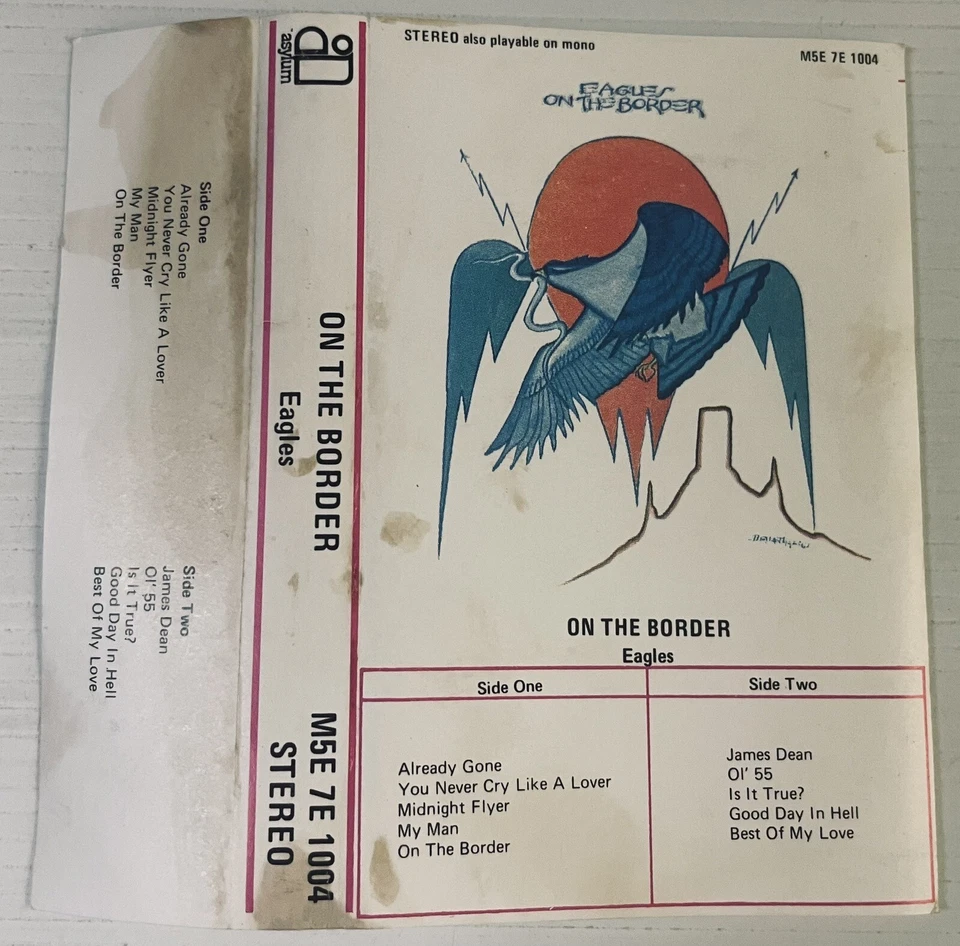 Side One
Already Gone
You Never Cry Like A Lover
Midnight Flyer
My Man
On The Border
Side Two
James Dean
Ol' 55
Is It True?
Good Day In Hell
Best Of My Love
asylum
ON THE BORDER
Eagles
M5E 7E 1004
STEREO
STEREO also playable on mono
M5E 7E 1004
EAGLES
ON THE BORDER
ON THE BORDER
Eagles
Side One
Already Gone
You Never Cry Like A Lover
Midnight Flyer
My Man
On The Border
Side Two
James Dean
Ol' 55
Is It True?
Good Day In Hell
Best Of My Love